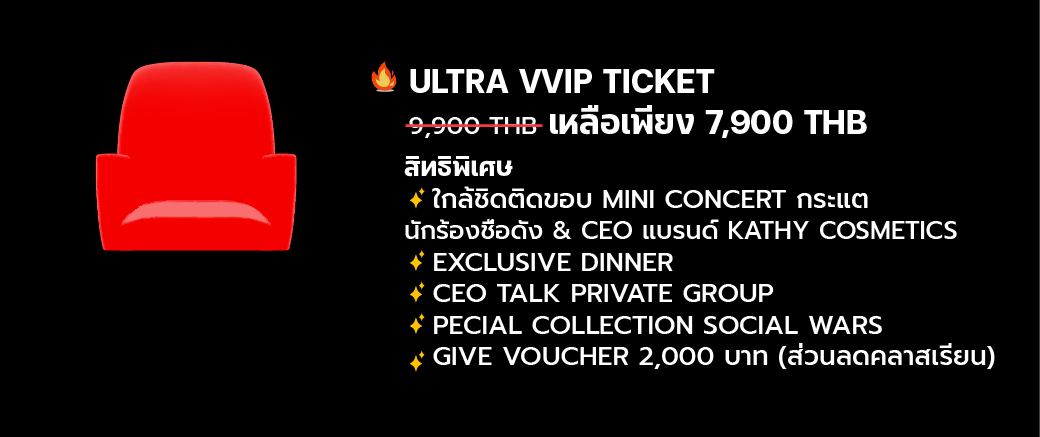 🔥 ULTRA VVIP TICKET
9,900 THB เหลือเพียง 7,900 THB
สิทธิพิเศษ
✨ ใกล้ชิดติดขอบ MINI CONCERT กระแต
นักร้องชื่อดัง & CEO แบรนด์ KATHY COSMETICS
✨ EXCLUSIVE DINNER
✨ CEO TALK PRIVATE GROUP
✨ PECIAL COLLECTION SOCIAL WARS
✨ GIVE VOUCHER 2,000 บาท (ส่วนลดคลาสเรียน)